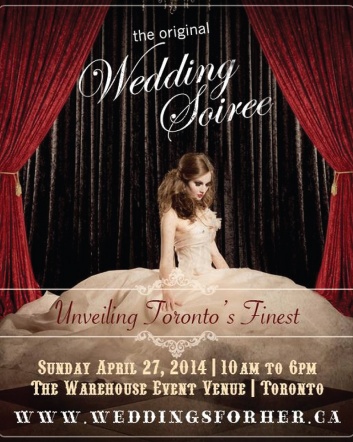 the original
Wedding
Soiree
Unveiling Toronto's Finest
Sunday April 27, 2014 | 10am to 6pm
The Warehouse Event Venue | Toronto
www.weddingsforher.ca